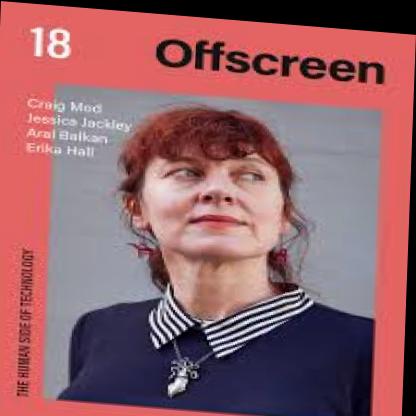 18
Offscreen
Craig Mod
Jessica Jackley
Aral Balkan
Erika Hall
THE HUMAN SIDE OF TECHNOLOGY